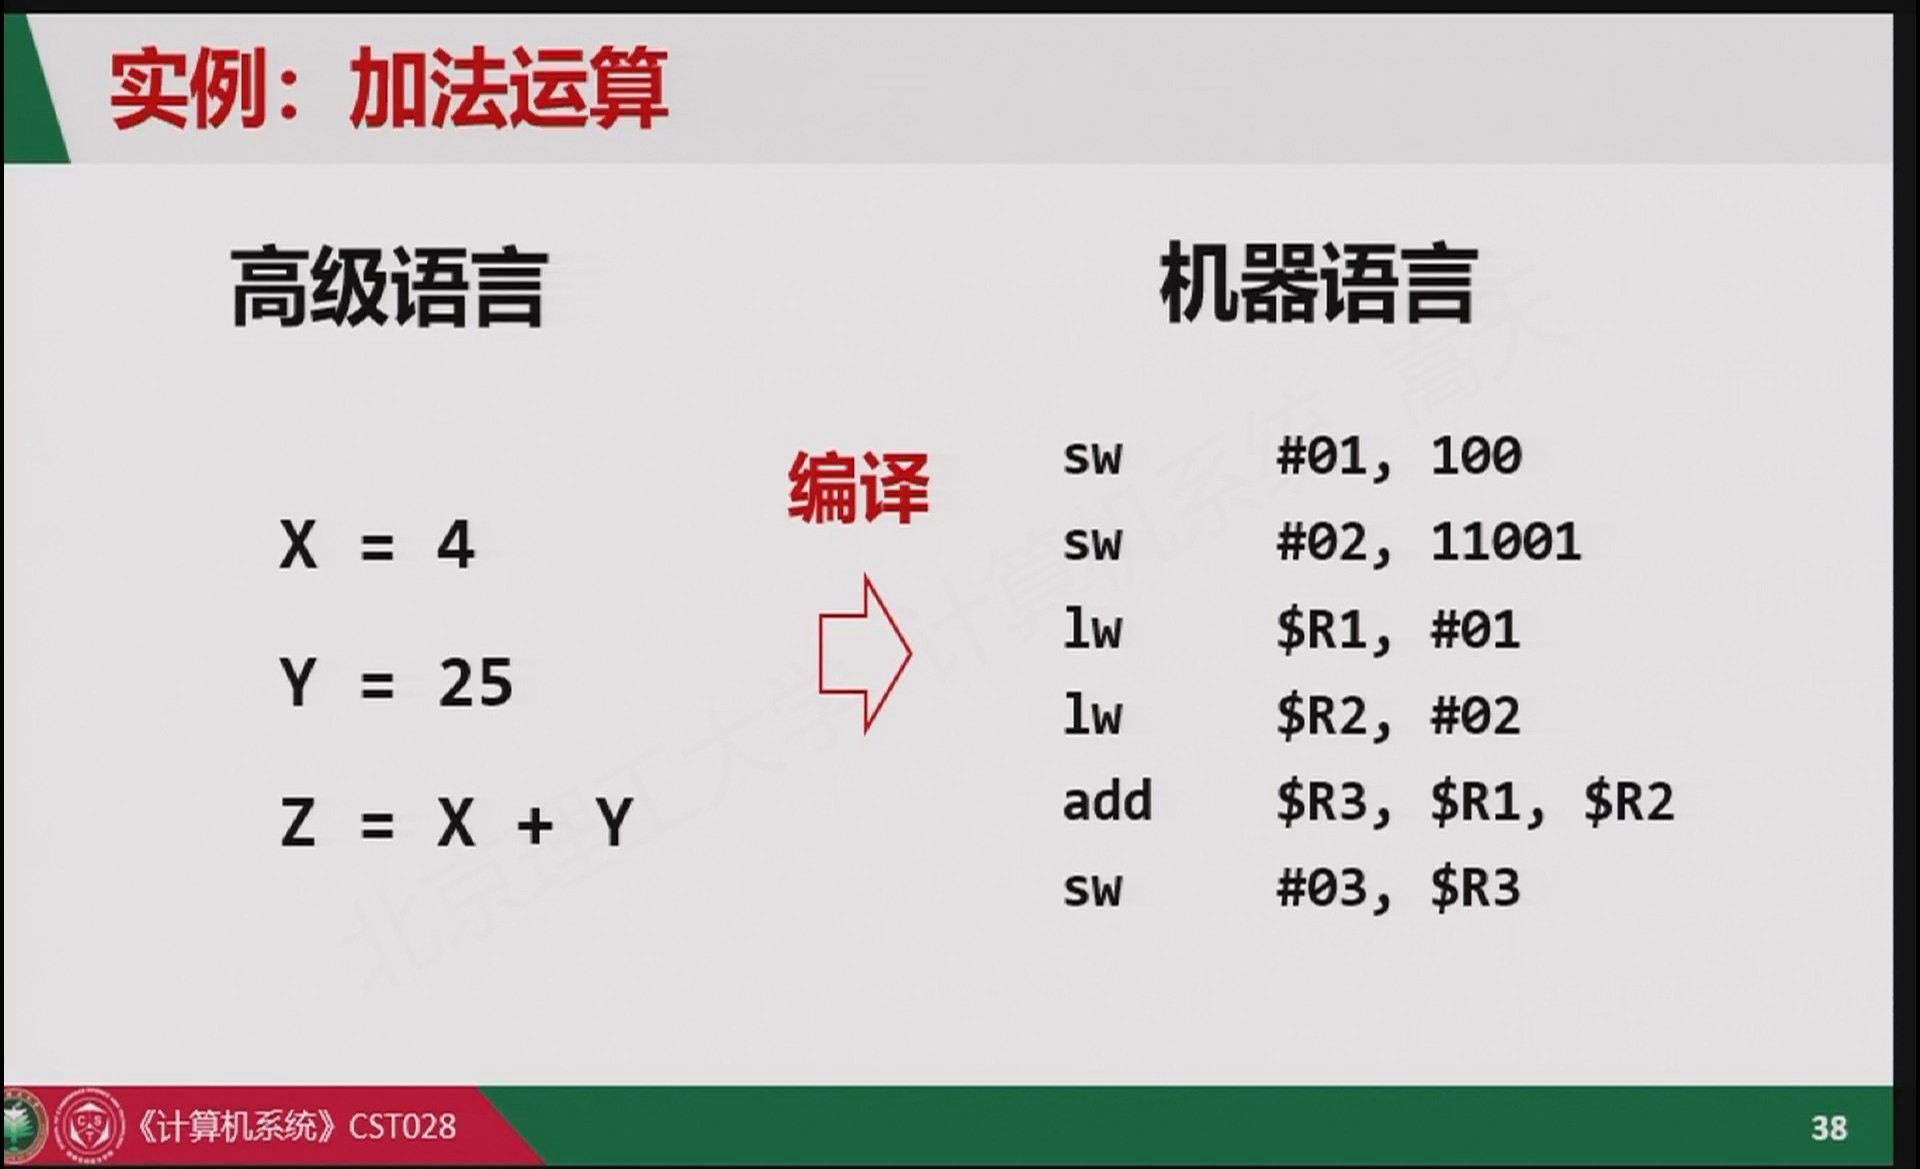 实例：加法运算
高级语言
X = 4
Y = 25
Z = X + Y
编译
机器语言
sw #01, 100
sw #02, 11001
lw $R1, #01
lw $R2, #02
add $R3, $R1, $R2
sw #03, $R3
北京理工大学 计算机系统 嵩天
《计算机系统》CST028
38